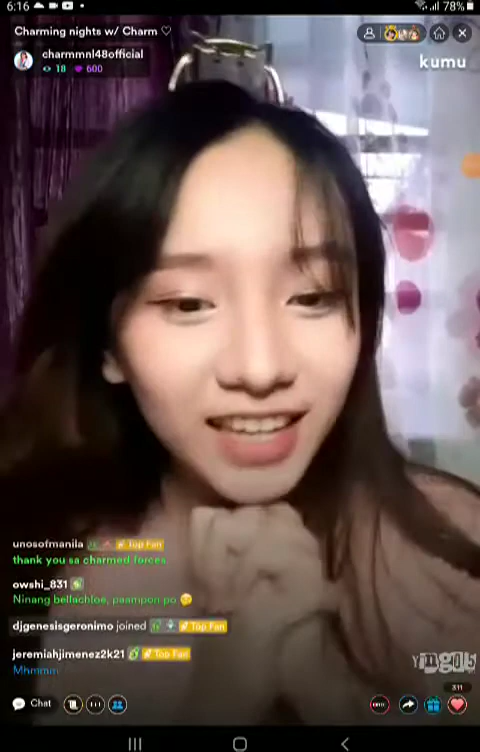 6:16
78%
Charming nights w/ Charm ♡
charmmnl48official
18 600
kumu
unosofmanila Top Fan
thank you sa charmed forces
owshi_831
Ninang bellachloe, paampon po 🥺
djgenesisgeronimo joined Top Fan
jeremiahjimenez2k21 Top Fan
Mhmmm
311
Chat